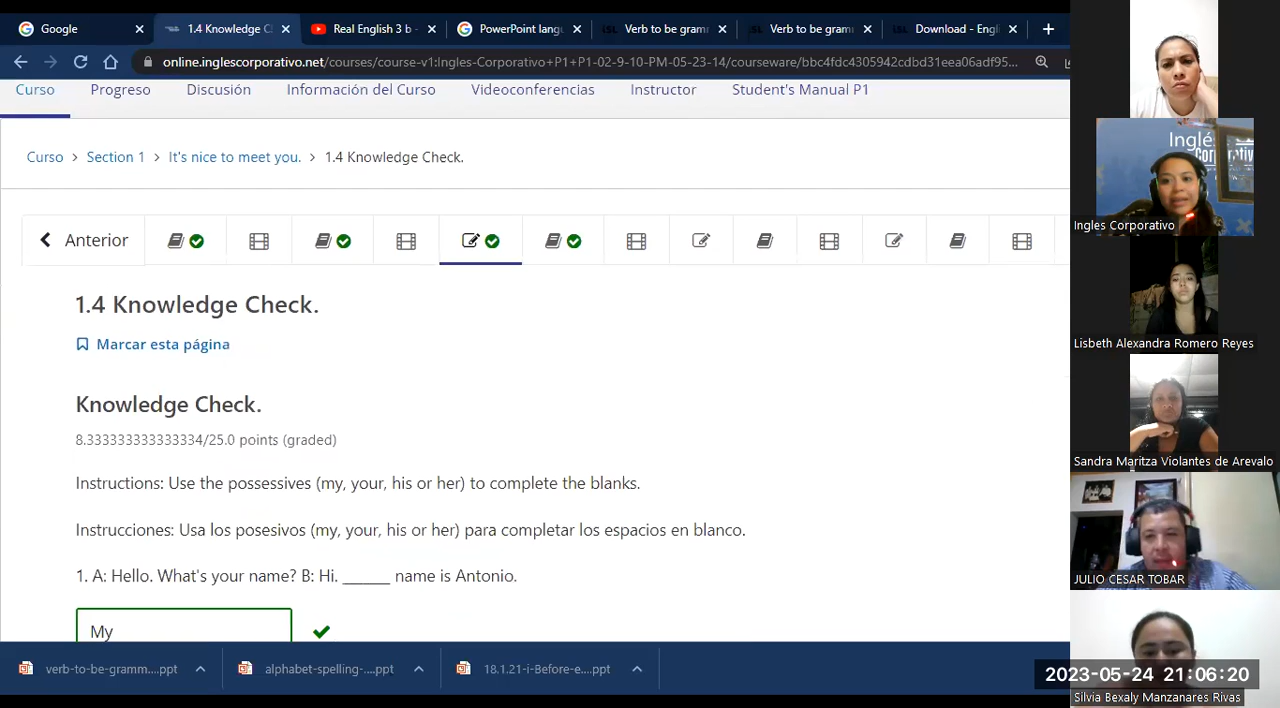 Google
1.4 Knowledge C
Real English 3 b -
PowerPoint lang
Verb to be gram
Verb to be gram
Download - Engl
online.inglescorporativo.net/courses/course-v1:Ingles-Corporativo+P1+P1-02-9-10-PM-05-23-14/courseware/bbc4fdc4305942cdbd31eea06adf95...
Curso
Progreso
Discusión
Información del Curso
Videoconferencias
Instructor
Student's Manual P1
Curso > Section 1 > It's nice to meet you. > 1.4 Knowledge Check.
Anterior
1.4 Knowledge Check.
Marcar esta página
Knowledge Check.
8.333333333333334/25.0 points (graded)
Instructions: Use the possessives (my, your, his or her) to complete the blanks.
Instrucciones: Usa los posesivos (my, your, his or her) para completar los espacios en blanco.
1. A: Hello. What's your name? B: Hi. ______ name is Antonio.
My
verb-to-be-gramm....ppt
alphabet-spelling-....ppt
18.1.21-i-Before-e....ppt
Inglés
Corporativo
Ingles Corporativo
Lisbeth Alexandra Romero Reyes
Sandra Maritza Violantes de Arevalo
JULIO CESAR TOBAR
2023-05-24 21:06:20
Silvia Bexaly Manzanares Rivas